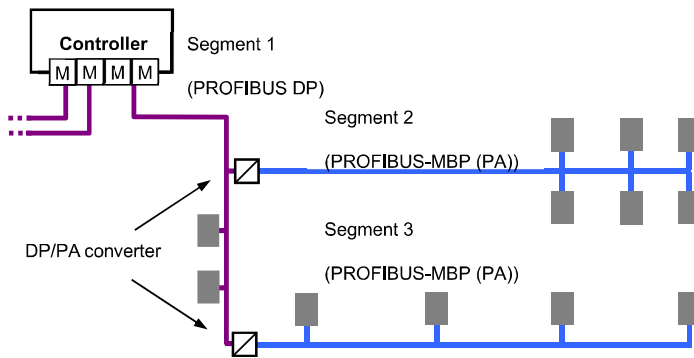 Controller
M M M M
Segment 1
(PROFIBUS DP)
Segment 2
(PROFIBUS-MBP (PA))
DP/PA converter
Segment 3
(PROFIBUS-MBP (PA))